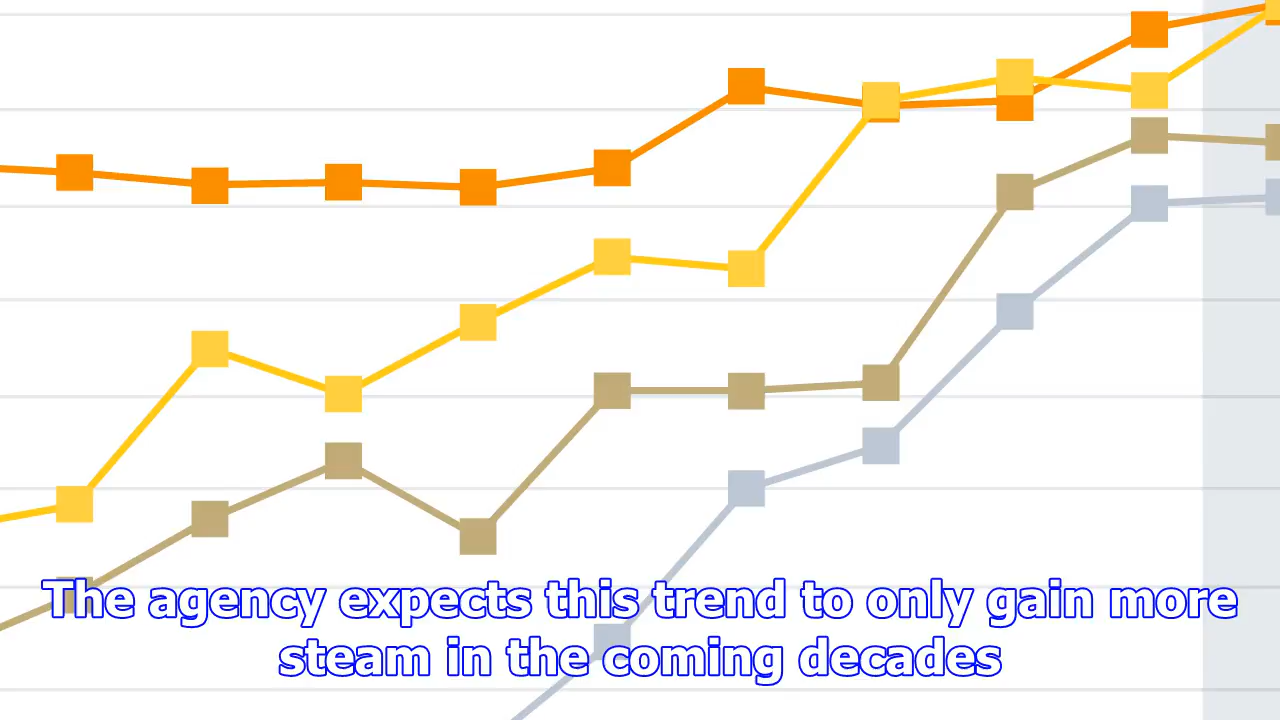 The agency expects this trend to only gain more
steam in the coming decades